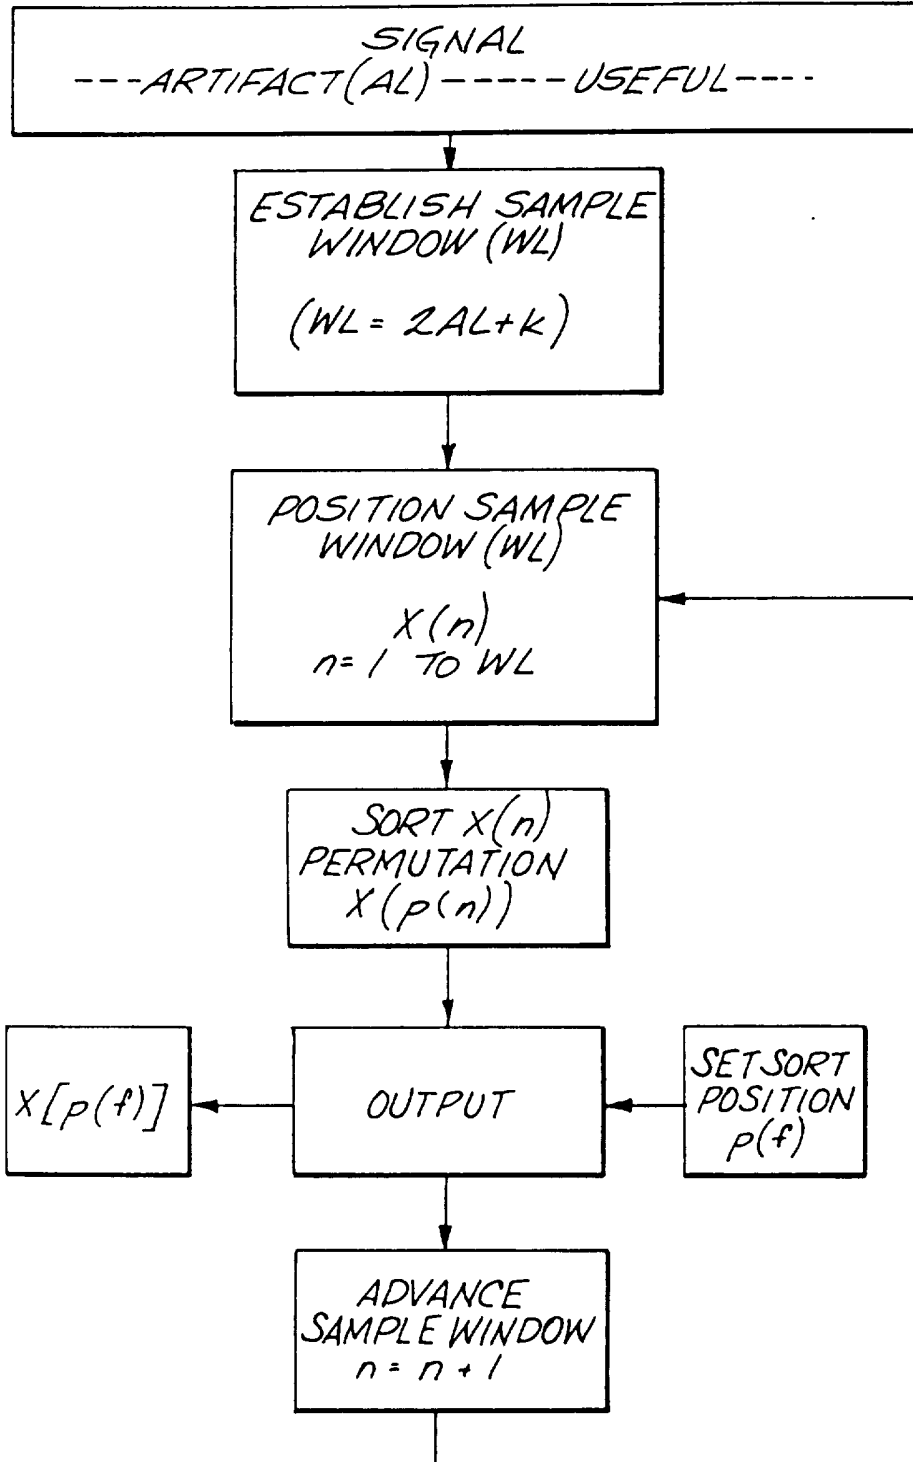 SIGNAL
----ARTIFACT(AL)-----USEFUL----
ESTABLISH SAMPLE
WINDOW (WL)
(WL = 2AL+k)
POSITION SAMPLE
WINDOW (WL)
X(n)
n=1 TO WL
SORT X(n)
PERMUTATION
X(p(n))
X[p(f)]
OUTPUT
SET SORT
POSITION
p(f)
ADVANCE
SAMPLE WINDOW
n = n + 1